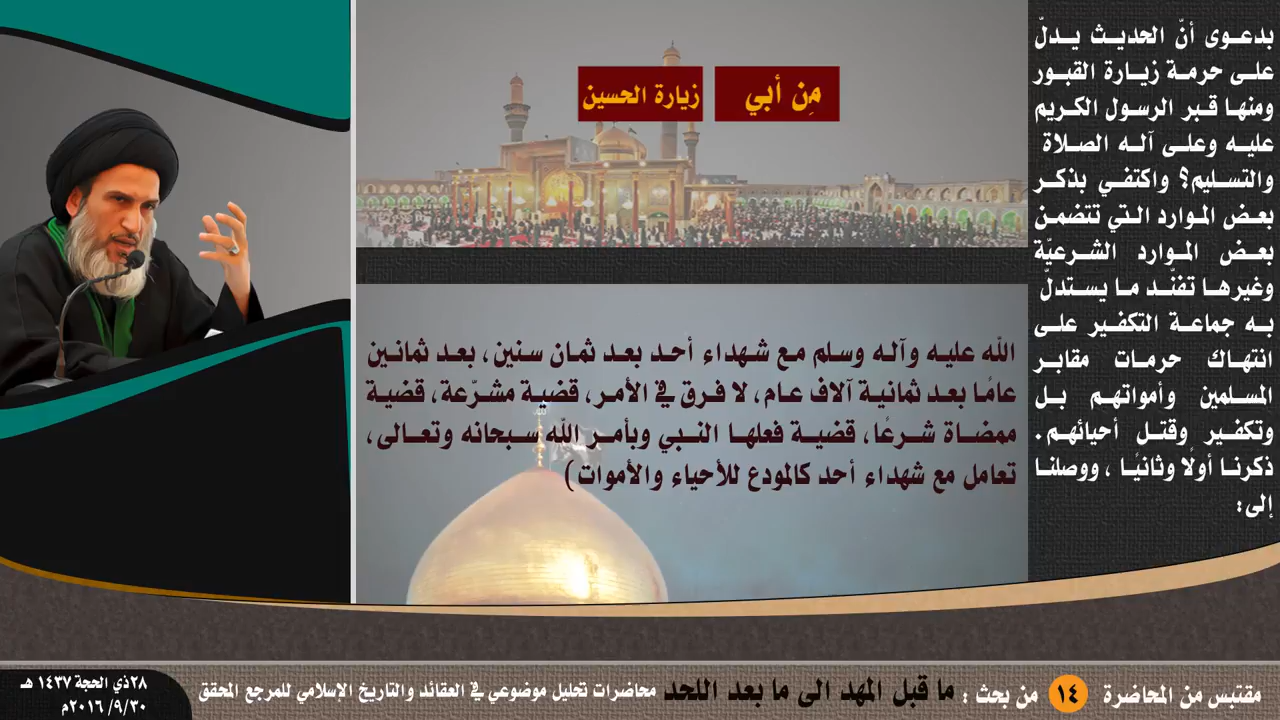 مِن أبي
زيارة الحسين
بدعوى أنّ الحديث يدلّ
على حرمة زيارة القبور
ومنها قبر الرسول الكريم
عليه وعلى آله الصلاة
والتسليم؟ واكتفي بذكر
بعض الموارد التي تتضمن
بعض الموارد الشرعيّة
وغيرها تفنّد ما يستدلّ
به جماعة التكفير على
انتهاك حرمات مقابر
المسلمين وأمواتهم بل
وتكفير وقتل أحيائهم.
ذكرنا أولًا وثانيًا ، ووصلنا
إلى:
الله عليه وآله وسلم مع شهداء أحد بعد ثمان سنين، بعد ثمانين
عامًا بعد ثمانية آلاف عام، لا فرق في الأمر، قضية مشرّعة، قضية
ممضاة شرعًا، قضية فعلها النبي وبأمر الله سبحانه وتعالى،
تعامل مع شهداء أحد كالمودع للأحياء والأموات)
مقتبس من المحاضرة ١٤ من بحث : ما قبل المهد الى ما بعد اللحد محاضرات تحليل موضوعي في العقائد والتاريخ الإسلامي للمرجع المحقق
٢٨ذي الحجة ١٤٣٧ هـ
٣٠/ ٩/ ٢٠١٦م